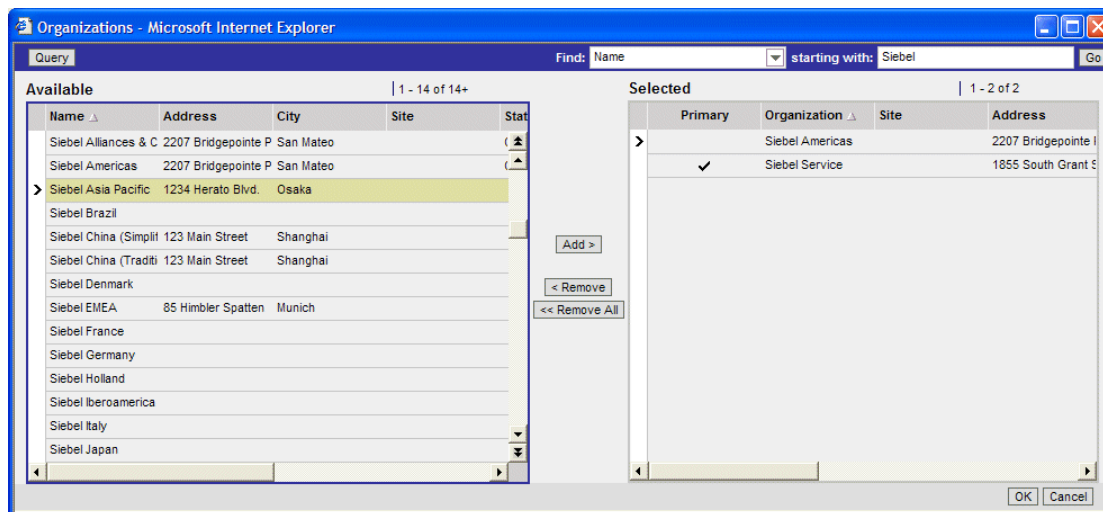 Organizations - Microsoft Internet Explorer
Query Find: Name starting with: Siebel Go
Available 1 - 14 of 14+ Selected 1 - 2 of 2
Name Address City Site Stat Primary Organization Site Address
Siebel Alliances & C 2207 Bridgepointe P San Mateo Siebel Americas 2207 Bridgepointe
Siebel Americas 2207 Bridgepointe P San Mateo Siebel Service 1855 South Grant S
Siebel Asia Pacific 1234 Herato Blvd. Osaka
Siebel Brazil
Siebel China (Simplif 123 Main Street Shanghai
Siebel China (Traditi 123 Main Street Shanghai
Add >
Siebel Denmark
< Remove
Siebel EMEA 85 Himbler Spatten Munich
<< Remove All
Siebel France
Siebel Germany
Siebel Holland
Siebel Iberoamerica
Siebel Italy
Siebel Japan
OK Cancel